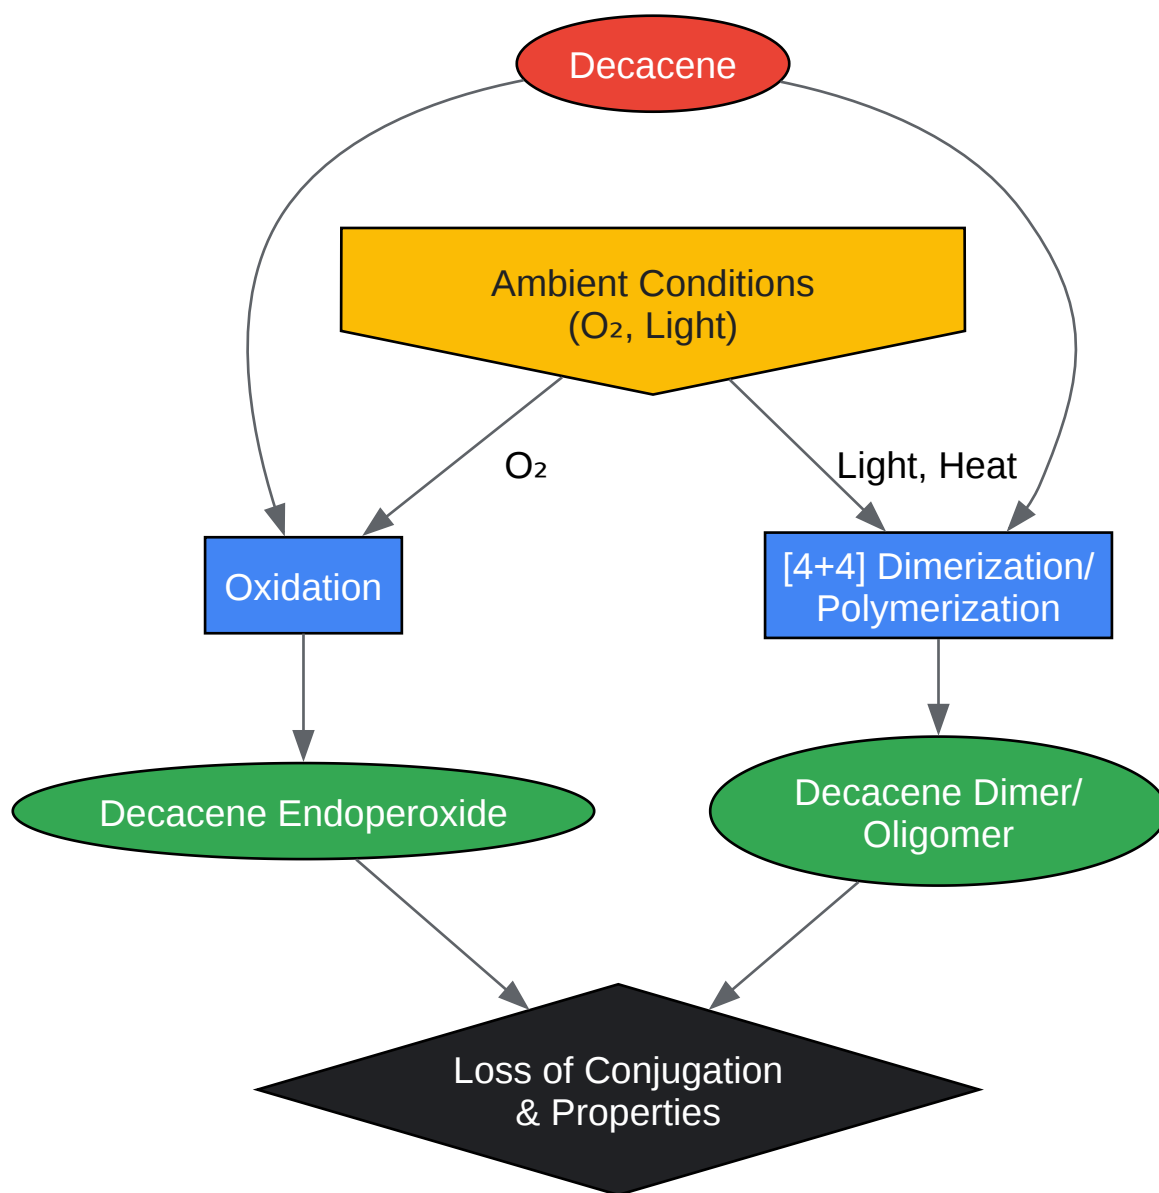 Decacene
Ambient Conditions
(O₂, Light)
O₂
Light, Heat
Oxidation
[4+4] Dimerization/
Polymerization
Decacene Endoperoxide
Decacene Dimer/
Oligomer
Loss of Conjugation
& Properties